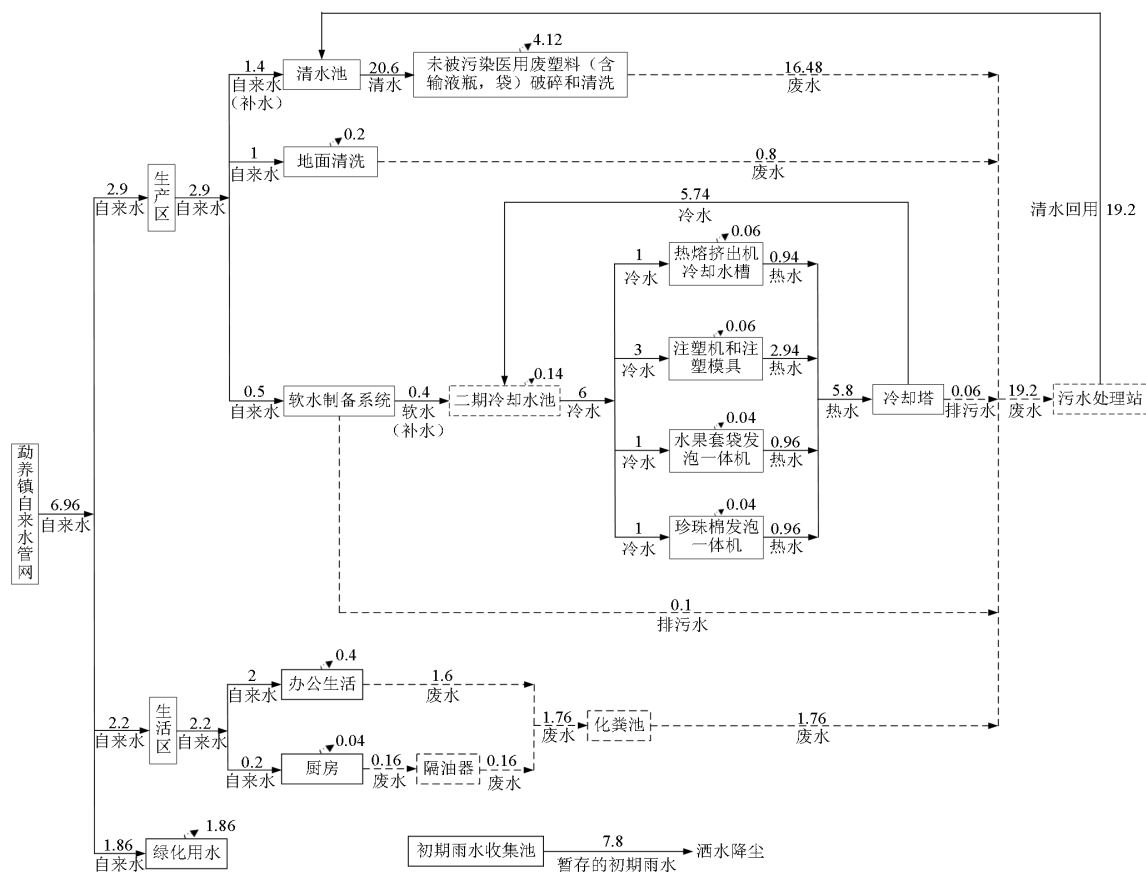 4.12
1.4
自来水
（补水）
清水池
20.6
清水
未被污染医用废塑料（含
输液瓶，袋）破碎和清洗
16.48
废水
1
自来水
0.2
地面清洗
0.8
废水
2.9
自来水
生产区
2.9
自来水
5.74
冷水
清水回用 19.2
1
冷水
0.06
热熔挤出机
冷却水槽
0.94
热水
3
冷水
0.06
注塑机和注
塑模具
2.94
热水
0.5
自来水
软水制备系统
0.4
软水
（补水）
0.14
二期冷却水池
6
冷水
5.8
热水
冷却塔
0.06
排污水
19.2
废水
污水处理站
1
冷水
0.04
水果套袋发
泡一体机
0.96
热水
1
冷水
0.04
珍珠棉发泡
一体机
0.96
热水
勐养镇自来水管网
6.96
自来水
0.1
排污水
2.2
自来水
生活区
2.2
自来水
2
自来水
0.4
办公生活
1.6
废水
0.2
自来水
0.04
厨房
0.16
废水
隔油器
0.16
废水
1.76
废水
化粪池
1.76
废水
1.86
自来水
1.86
绿化用水
初期雨水收集池
7.8
暂存的初期雨水
洒水降尘